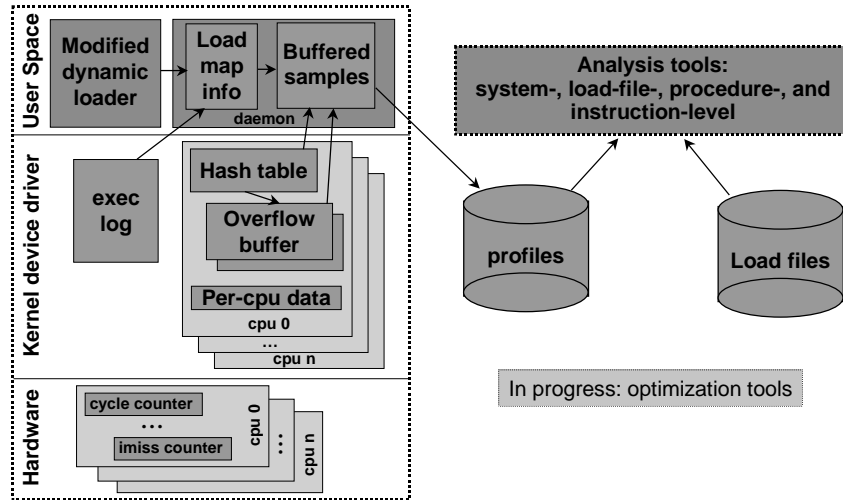 User Space
Modified
dynamic
loader
Load
map
info
Buffered
samples
daemon
Analysis tools:
system-, load-file-, procedure-, and
instruction-level
Kernel device driver
exec
log
Hash table
Overflow
buffer
Per-cpu data
cpu 0
...
cpu n
profiles
Load files
In progress: optimization tools
Hardware
cycle counter
...
imiss counter
cpu 0
...
cpu n